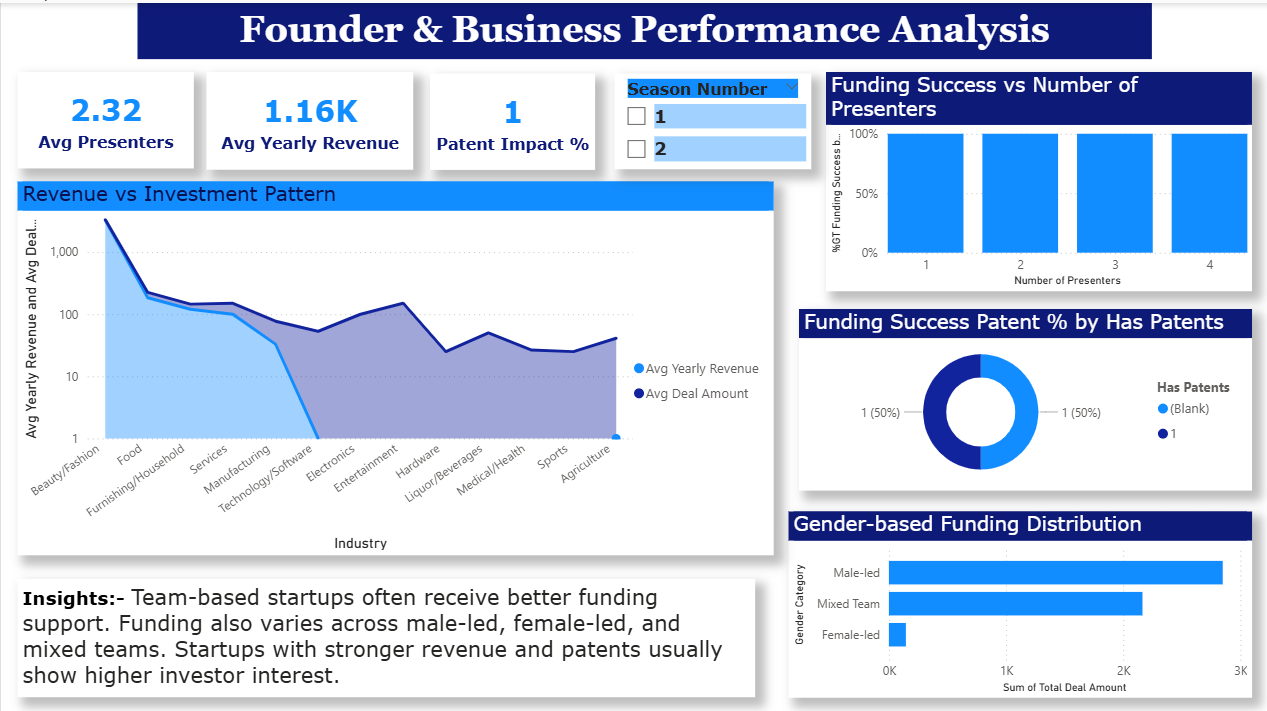 Founder & Business Performance Analysis
2.32
Avg Presenters
1.16K
Avg Yearly Revenue
1
Patent Impact %
Season Number
1
2
Funding Success vs Number of
Presenters
%GT Funding Success b...
100%
50%
0%
1
2
3
4
Number of Presenters
Revenue vs Investment Pattern
Avg Yearly Revenue and Avg Deal...
1,000
100
10
1
Beauty/Fashion
Food
Furnishing/Household
Services
Manufacturing
Technology/Software
Electronics
Entertainment
Hardware
Liquor/Beverages
Medical/Health
Sports
Agriculture
Industry
Avg Yearly Revenue
Avg Deal Amount
Funding Success Patent % by Has Patents
1 (50%)
1 (50%)
Has Patents
(Blank)
1
Gender-based Funding Distribution
Gender Category
Male-led
Mixed Team
Female-led
0K
1K
2K
3K
Sum of Total Deal Amount
Insights:- Team-based startups often receive better funding
support. Funding also varies across male-led, female-led, and
mixed teams. Startups with stronger revenue and patents usually
show higher investor interest.